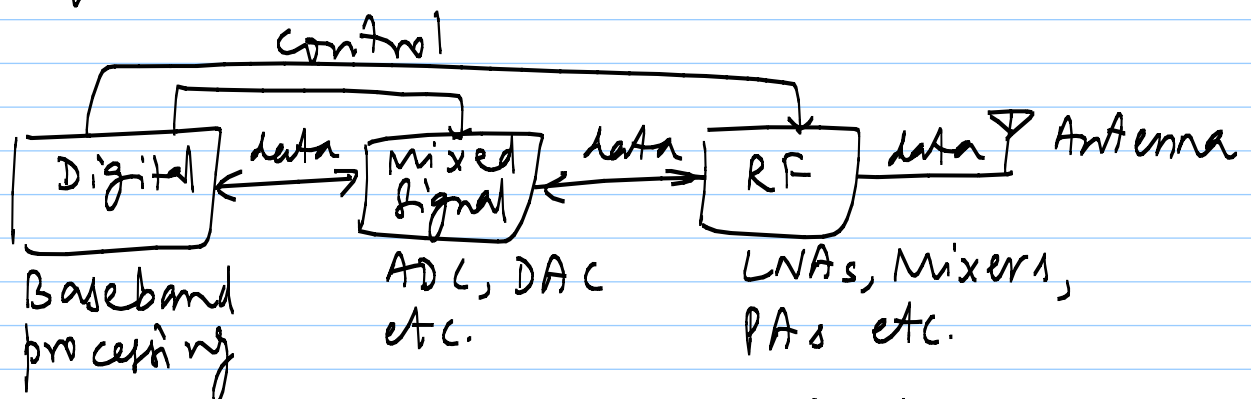 Control
Digital
data
Mixed
Signal
data
RF
data
Antenna
Baseband
processing
ADC, DAC
etc.
LNAs, Mixers,
PAs etc.